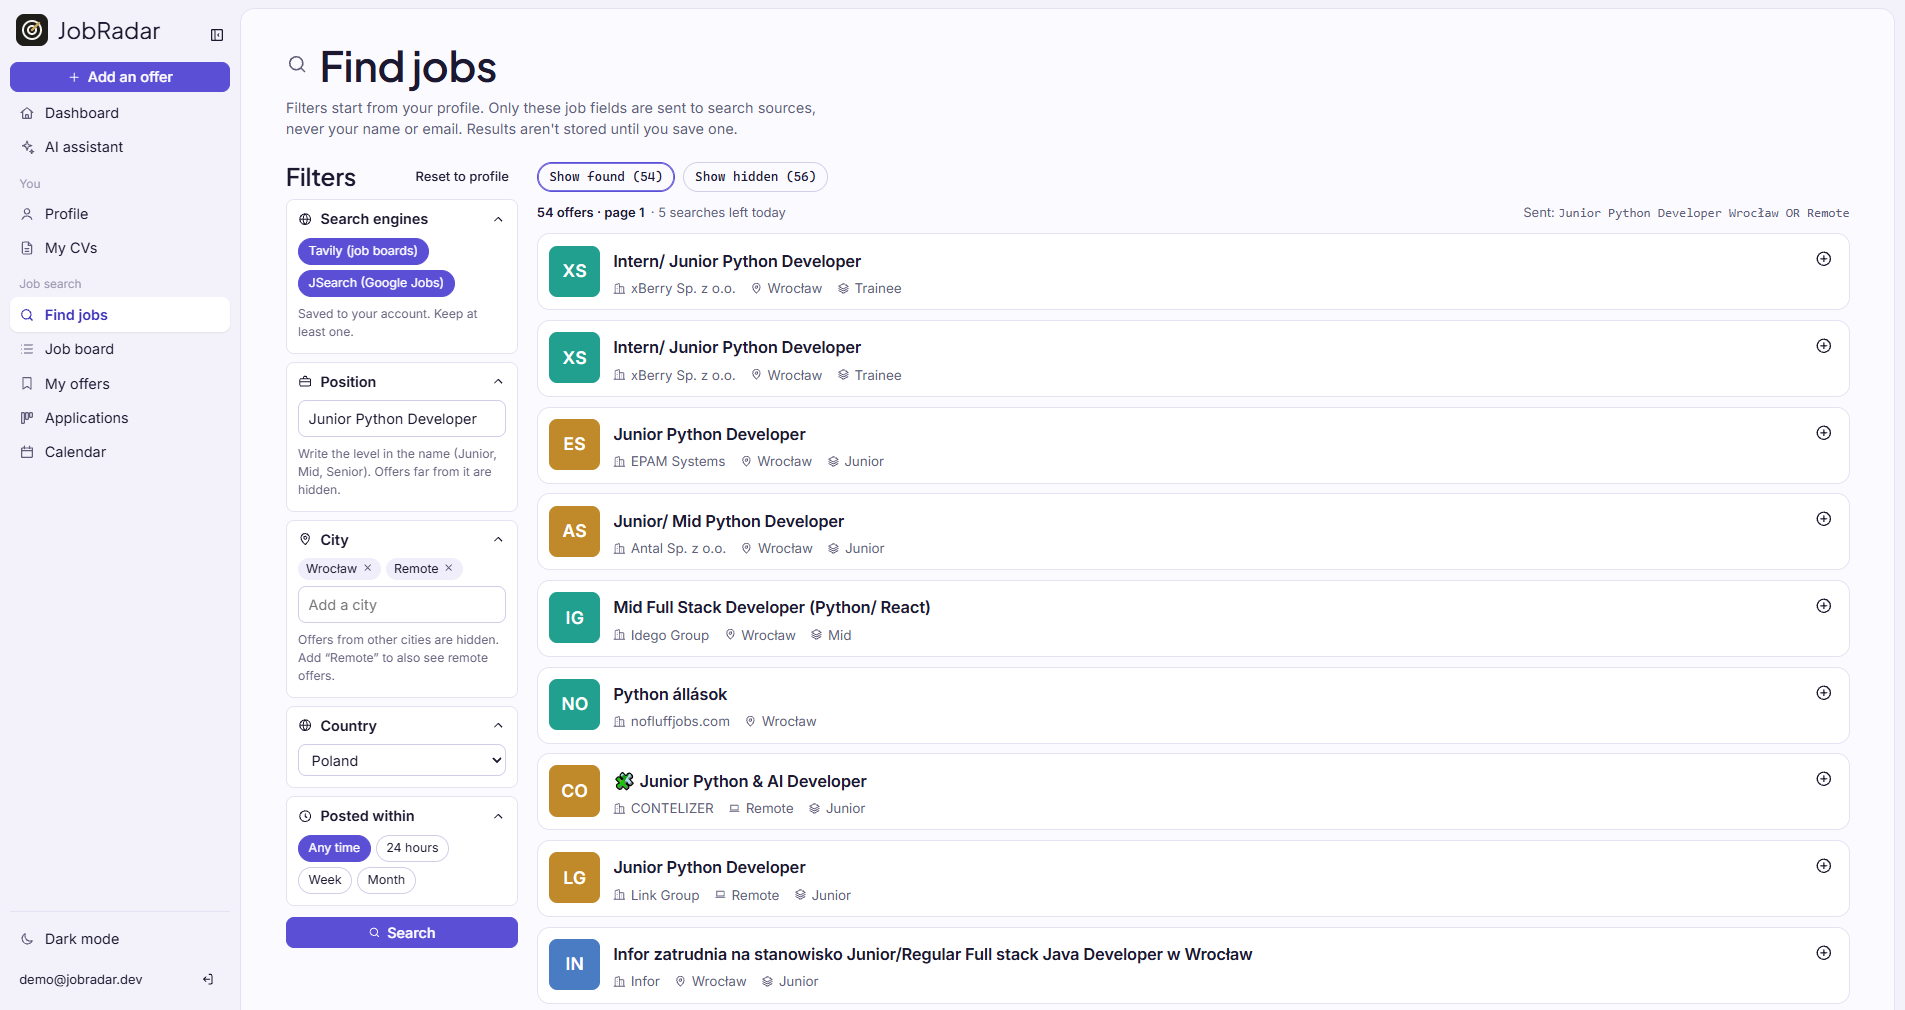 JobRadar
+ Add an offer
Dashboard
AI assistant
You
Profile
My CVs
Job search
Find jobs
Job board
My offers
Applications
Calendar
Dark mode
demo@jobradar.dev
Find jobs
Filters start from your profile. Only these job fields are sent to search sources,
never your name or email. Results aren't stored until you save one.
Filters
Reset to profile
Search engines
Tavily (job boards)
JSearch (Google Jobs)
Saved to your account. Keep at
least one.
Position
Junior Python Developer
Write the level in the name (Junior,
Mid, Senior). Offers far from it are
hidden.
City
Wrocław × Remote ×
Add a city
Offers from other cities are hidden.
Add “Remote” to also see remote
offers.
Country
Poland
Posted within
Any time 24 hours
Week Month
Search
Show found (54) Show hidden (56)
54 offers · page 1 · 5 searches left today
Sent: Junior Python Developer Wrocław OR Remote
XS
Intern/ Junior Python Developer
xBerry Sp. z o.o. Wrocław Trainee
XS
Intern/ Junior Python Developer
xBerry Sp. z o.o. Wrocław Trainee
ES
Junior Python Developer
EPAM Systems Wrocław Junior
AS
Junior/ Mid Python Developer
Antal Sp. z o.o. Wrocław Junior
IG
Mid Full Stack Developer (Python/ React)
Idego Group Wrocław Mid
NO
Python állások
nofluffjobs.com Wrocław
CO
Junior Python & AI Developer
CONTELIZER Remote Junior
LG
Junior Python Developer
Link Group Remote Junior
IN
Infor zatrudnia na stanowisko Junior/Regular Full stack Java Developer w Wrocław
Infor Wrocław Junior